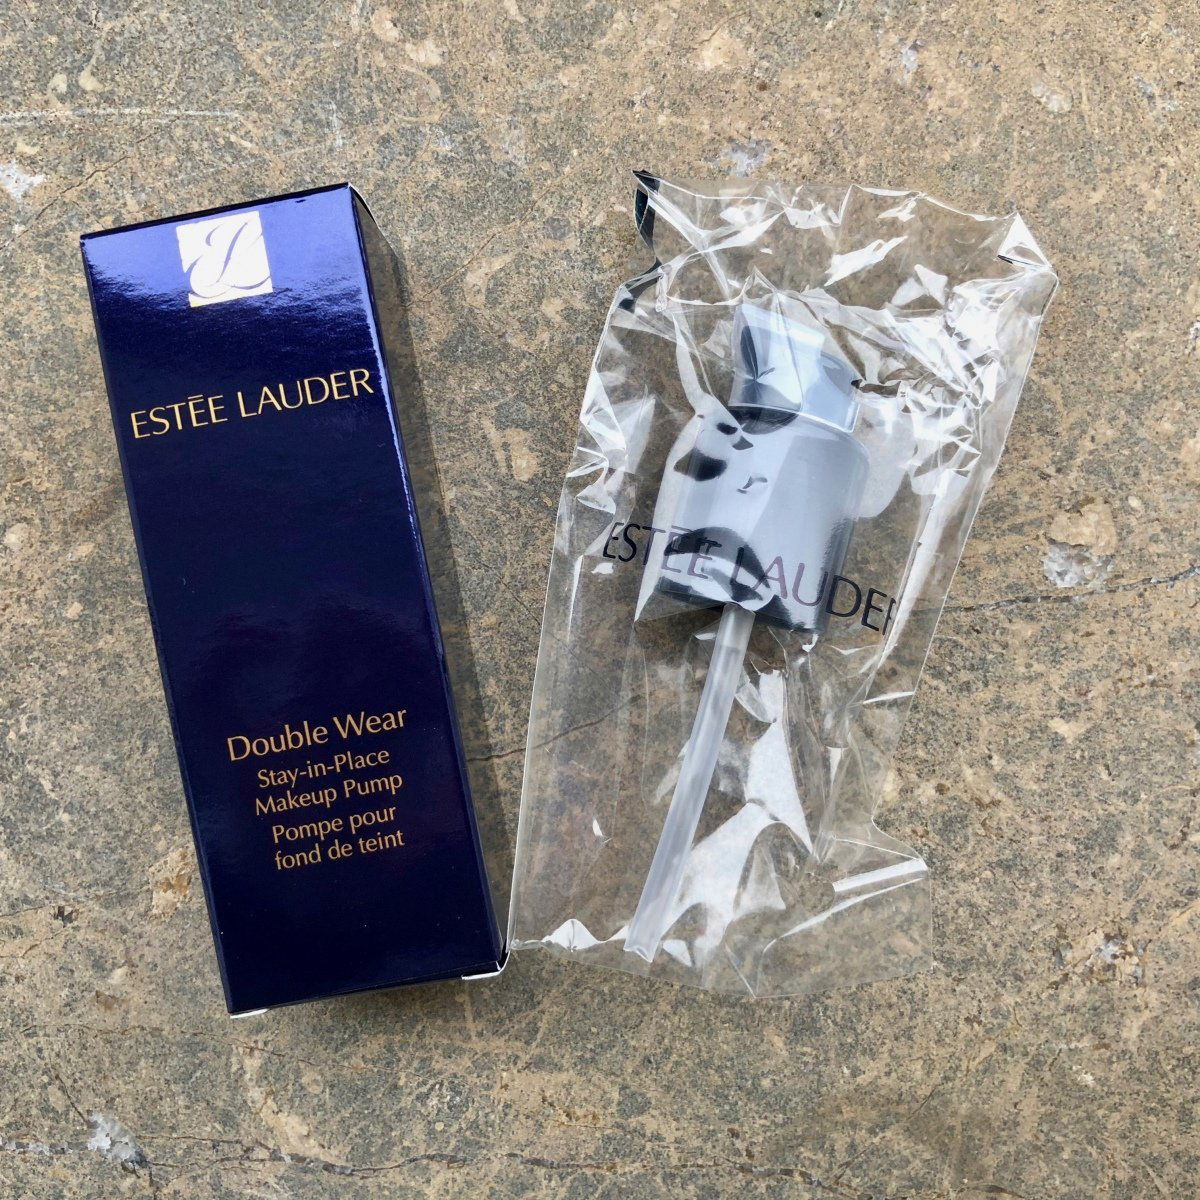 ESTĒE LAUDER
Double Wear
Stay-in-Place
Makeup Pump
Pompe pour
fond de teint
ESTĒE LAUDER